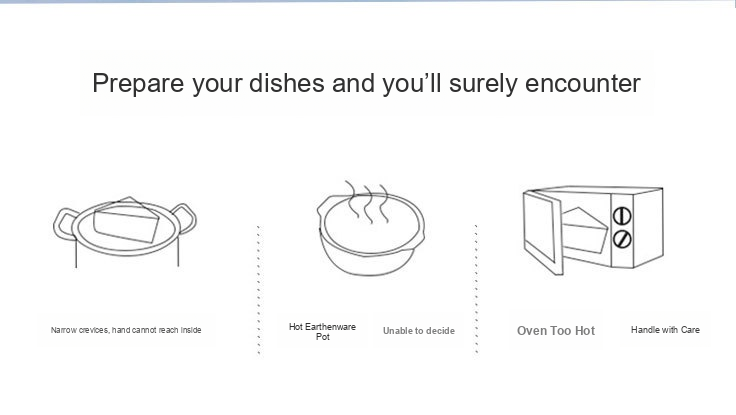 Prepare your dishes and you’ll surely encounter
Narrow crevices, hand cannot reach inside
Hot Earthenware
Pot
Unable to decide
Oven Too Hot
Handle with Care